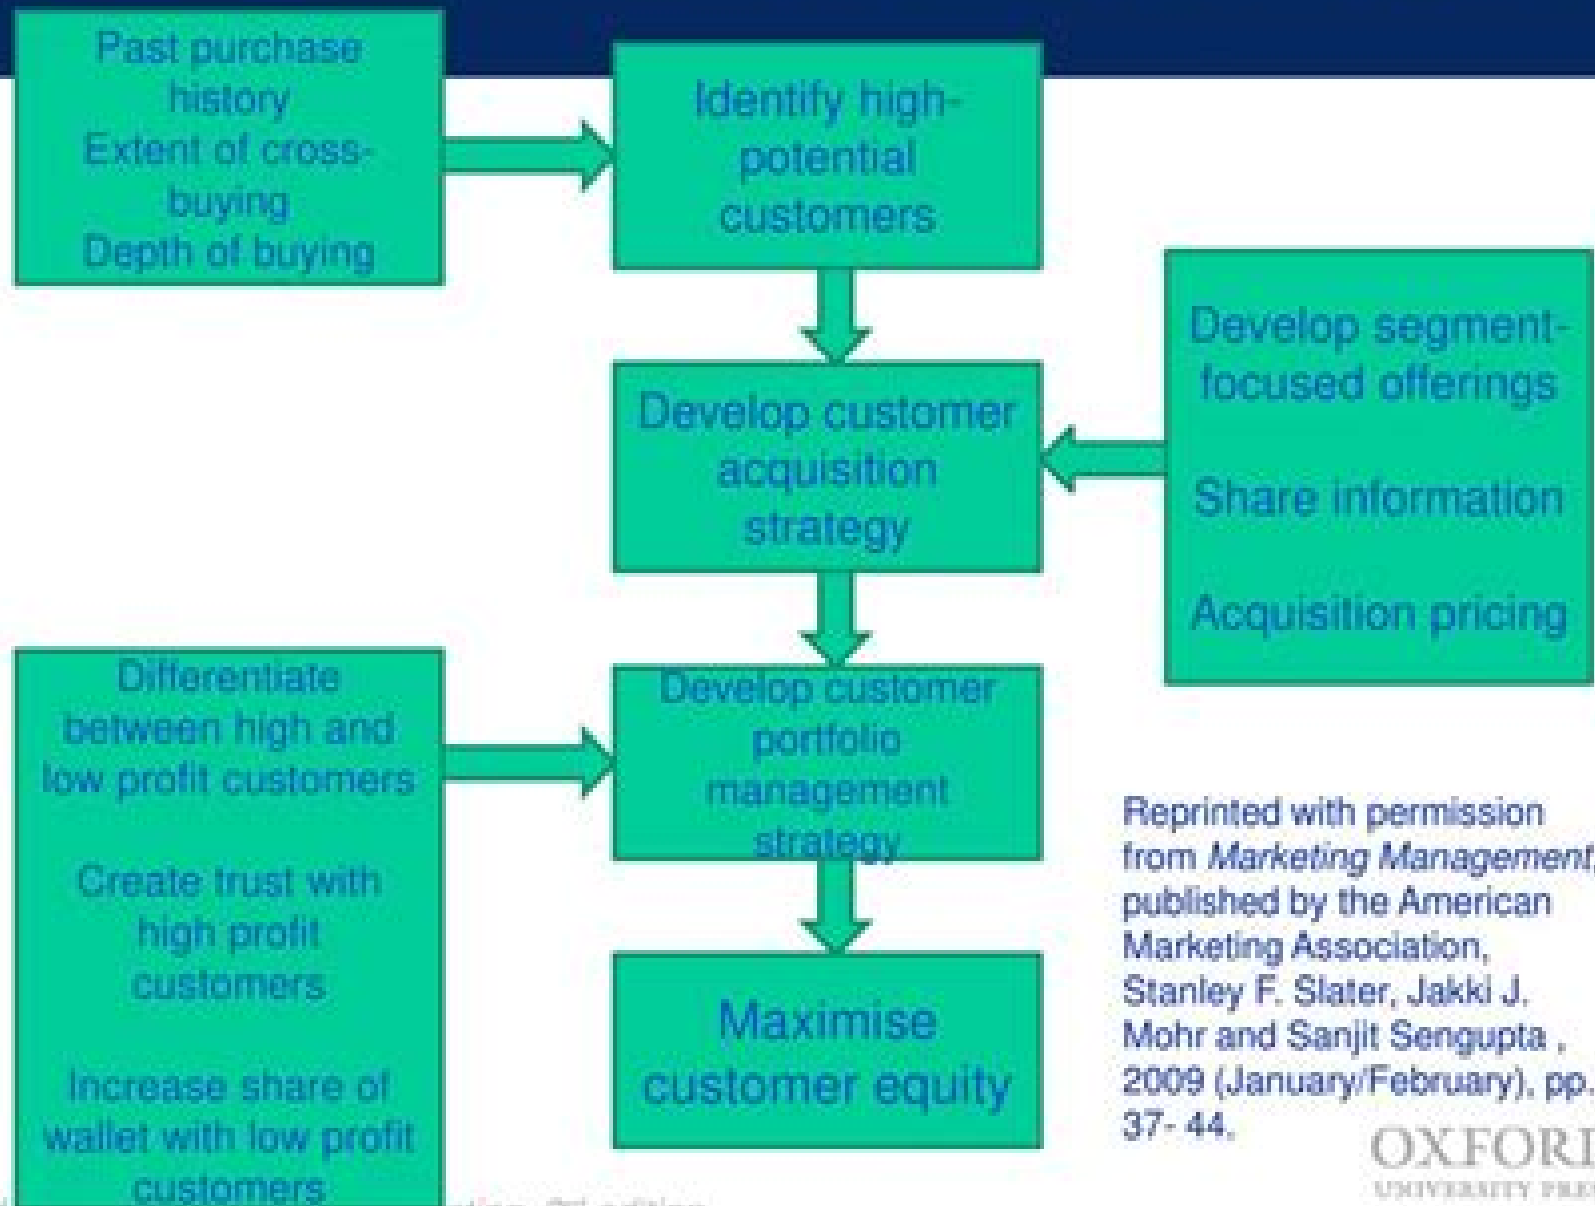 Past purchase
history
Extent of cross-
buying
Depth of buying
Identify high-
potential
customers
Develop customer
acquisition
strategy
Develop segment-
focused offerings
Share information
Acquisition pricing
Differentiate
between high and
low profit customers
Create trust with
high profit
customers
Increase share of
wallet with low profit
customers
Develop customer
portfolio
management
strategy
Maximise
customer equity
Reprinted with permission
from Marketing Management,
published by the American
Marketing Association,
Stanley F. Slater, Jakki J.
Mohr and Sanjit Sengupta ,
2009 (January/February), pp.
37- 44.
OXFORD
UNIVERSITY PRESS
edition